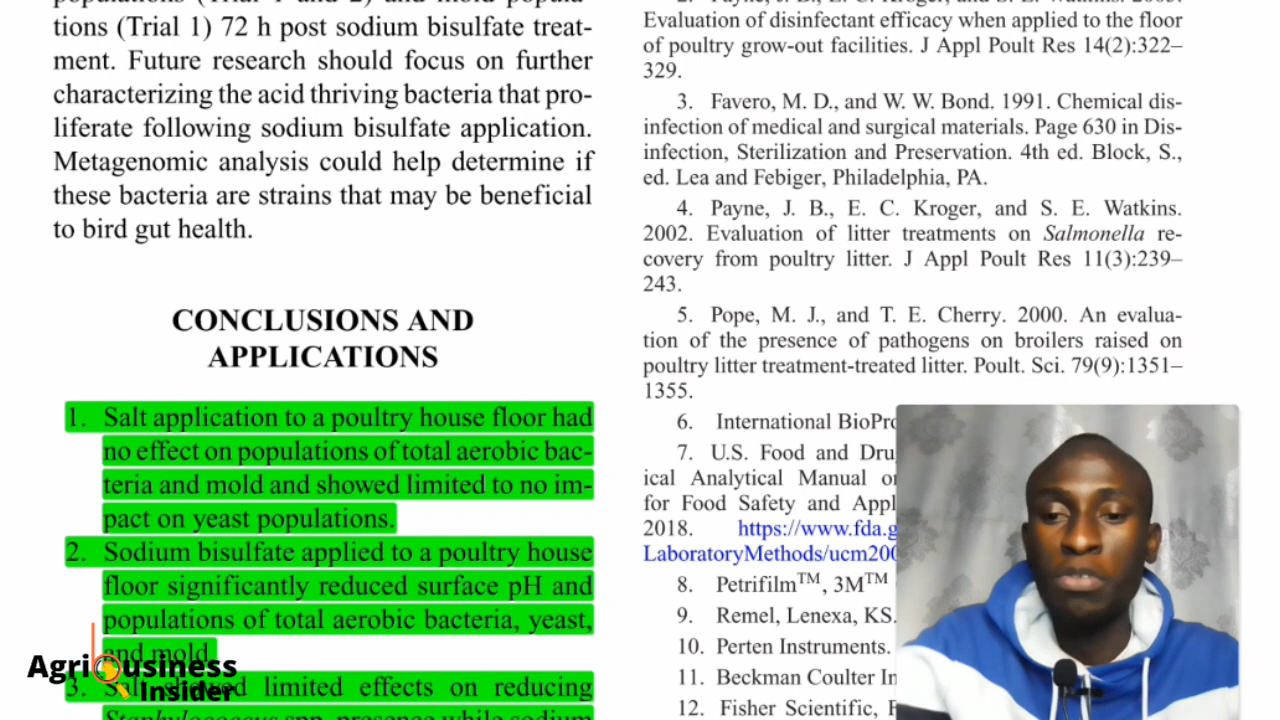 tions (Trial 1) 72 h post sodium bisulfate treat-
ment. Future research should focus on further
characterizing the acid thriving bacteria that pro-
liferate following sodium bisulfate application.
Metagenomic analysis could help determine if
these bacteria are strains that may be beneficial
to bird gut health.
CONCLUSIONS AND
APPLICATIONS
1. Salt application to a poultry house floor had
no effect on populations of total aerobic bac-
teria and mold and showed limited to no im-
pact on yeast populations.
2. Sodium bisulfate applied to a poultry house
floor significantly reduced surface pH and
populations of total aerobic bacteria, yeast,
and mold.
3. Salt showed limited effects on reducing
Staphylococcus spp. presence while sodium
AgriBusiness
Insider
Evaluation of disinfectant efficacy when applied to the floor
of poultry grow-out facilities. J Appl Poult Res 14(2):322–
329.
3. Favero, M. D., and W. W. Bond. 1991. Chemical dis-
infection of medical and surgical materials. Page 630 in Dis-
infection, Sterilization and Preservation. 4th ed. Block, S.,
ed. Lea and Febiger, Philadelphia, PA.
4. Payne, J. B., E. C. Kroger, and S. E. Watkins.
2002. Evaluation of litter treatments on Salmonella re-
covery from poultry litter. J Appl Poult Res 11(3):239–
243.
5. Pope, M. J., and T. E. Cherry. 2000. An evalua-
tion of the presence of pathogens on broilers raised on
poultry litter treatment-treated litter. Poult. Sci. 79(9):1351–
1355.
6. International BioPro
7. U.S. Food and Dru
ical Analytical Manual
for Food Safety and Appl
2018. https://www.fda.g
LaboratoryMethods/ucm200
8. Petrifilm™, 3M™
9. Remel, Lenexa, KS.
10. Perten Instruments.
11. Beckman Coulter In
12. Fisher Scientific,